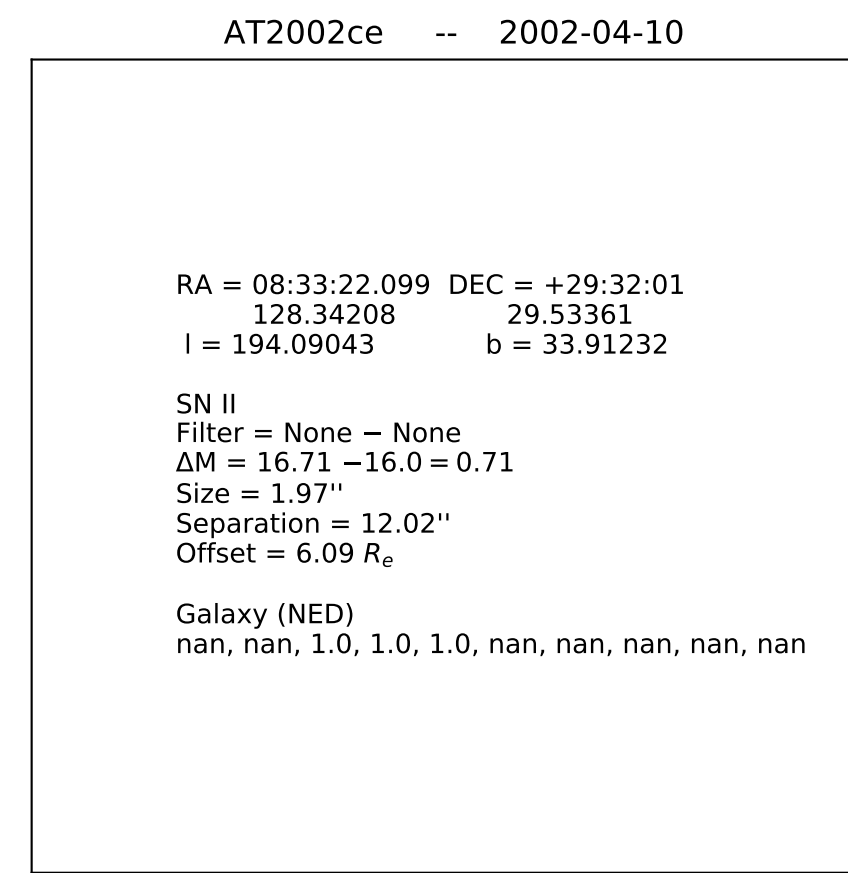 AT2002ce -- 2002-04-10
RA = 08:33:22.099 DEC = +29:32:01
128.34208 29.53361
l = 194.09043 b = 33.91232
SN II
Filter = None − None
ΔM = 16.71 −16.0 = 0.71
Size = 1.97''
Separation = 12.02''
Offset = 6.09 Rₑ
Galaxy (NED)
nan, nan, 1.0, 1.0, 1.0, nan, nan, nan, nan, nan